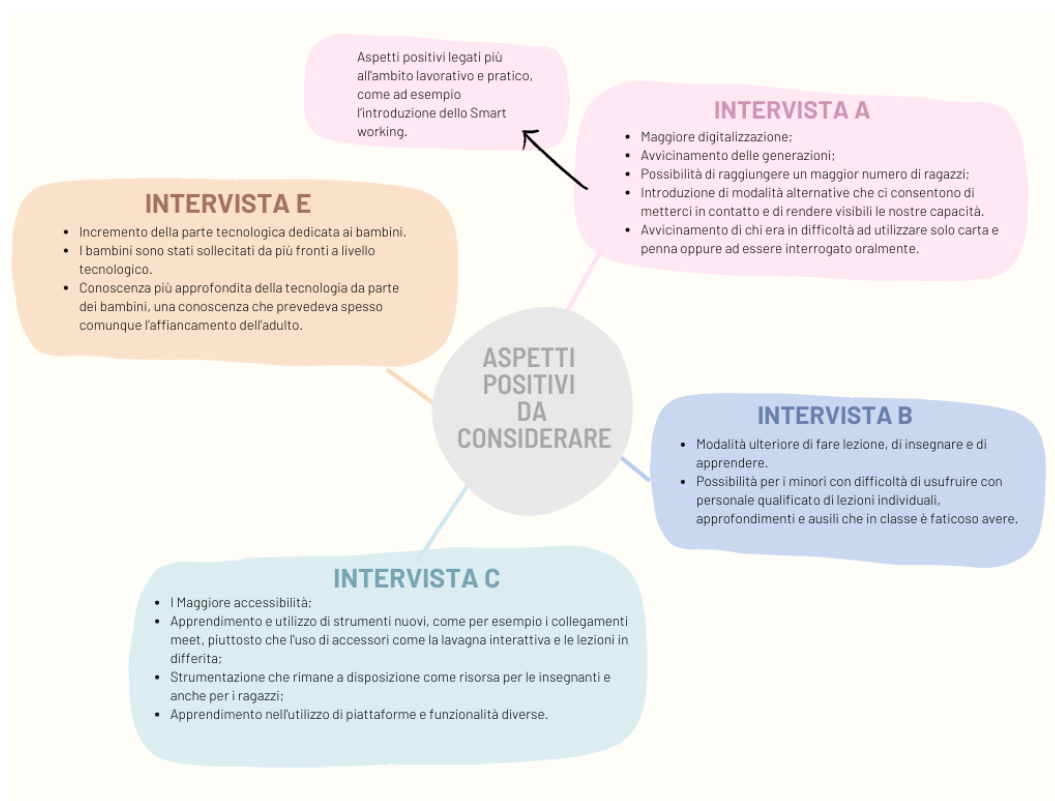 Aspetti positivi legati più
all'ambito lavorativo e pratico,
come ad esempio
l'introduzione dello Smart
working.
INTERVISTA A
• Maggiore digitalizzazione;
• Avvicinamento delle generazioni;
• Possibilità di raggiungere un maggior numero di ragazzi;
• Introduzione di modalità alternative che ci consentono di
metterci in contatto e di rendere visibili le nostre capacità.
• Avvicinamento di chi era in difficoltà ad utilizzare solo carta e
penna oppure ad essere interrogato oralmente.
INTERVISTA E
• Incremento della parte tecnologica dedicata ai bambini.
• I bambini sono stati sollecitati da più fronti a livello
tecnologico.
• Conoscenza più approfondita della tecnologia da parte
dei bambini, una conoscenza che prevedeva spesso
comunque l'affiancamento dell'adulto.
ASPETTI
POSITIVI
DA
CONSIDERARE
INTERVISTA B
• Modalità ulteriore di fare lezione, di insegnare e di
apprendere.
• Possibilità per i minori con difficoltà di usufruire con
personale qualificato di lezioni individuali,
approfondimenti e ausili che in classe è faticoso avere.
INTERVISTA C
• I Maggiore accessibilità;
• Apprendimento e utilizzo di strumenti nuovi, come per esempio i collegamenti
meet, piuttosto che l'uso di accessori come la lavagna interattiva e le lezioni in
differita;
• Strumentazione che rimane a disposizione come risorsa per le insegnanti e
anche per i ragazzi;
• Apprendimento nell'utilizzo di piattaforme e funzionalità diverse.